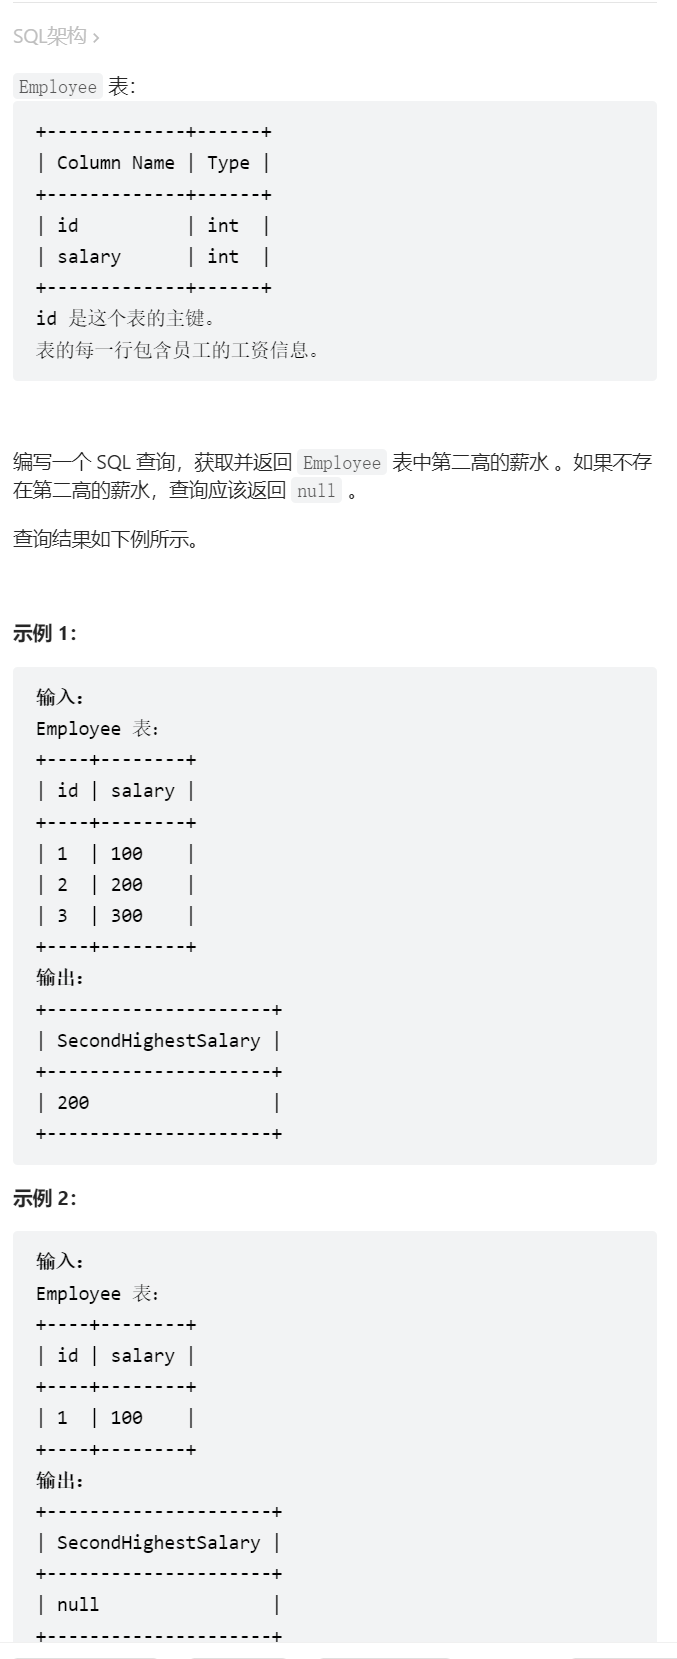 SQL架构 ›
Employee 表：
+-------------+------+
| Column Name | Type |
+-------------+------+
| id          | int  |
| salary      | int  |
+-------------+------+
id 是这个表的主键。
表的每一行包含员工的工资信息。
编写一个 SQL 查询，获取并返回 Employee 表中第二高的薪水 。如果不存
在第二高的薪水，查询应该返回 null 。
查询结果如下例所示。
示例 1：
输入：
Employee 表：
+----+--------+
| id | salary |
+----+--------+
| 1  | 100    |
| 2  | 200    |
| 3  | 300    |
+----+--------+
输出：
+---------------------+
| SecondHighestSalary |
+---------------------+
| 200                 |
+---------------------+
示例 2：
输入：
Employee 表：
+----+--------+
| id | salary |
+----+--------+
| 1  | 100    |
+----+--------+
输出：
+---------------------+
| SecondHighestSalary |
+---------------------+
| null                |
+---------------------+